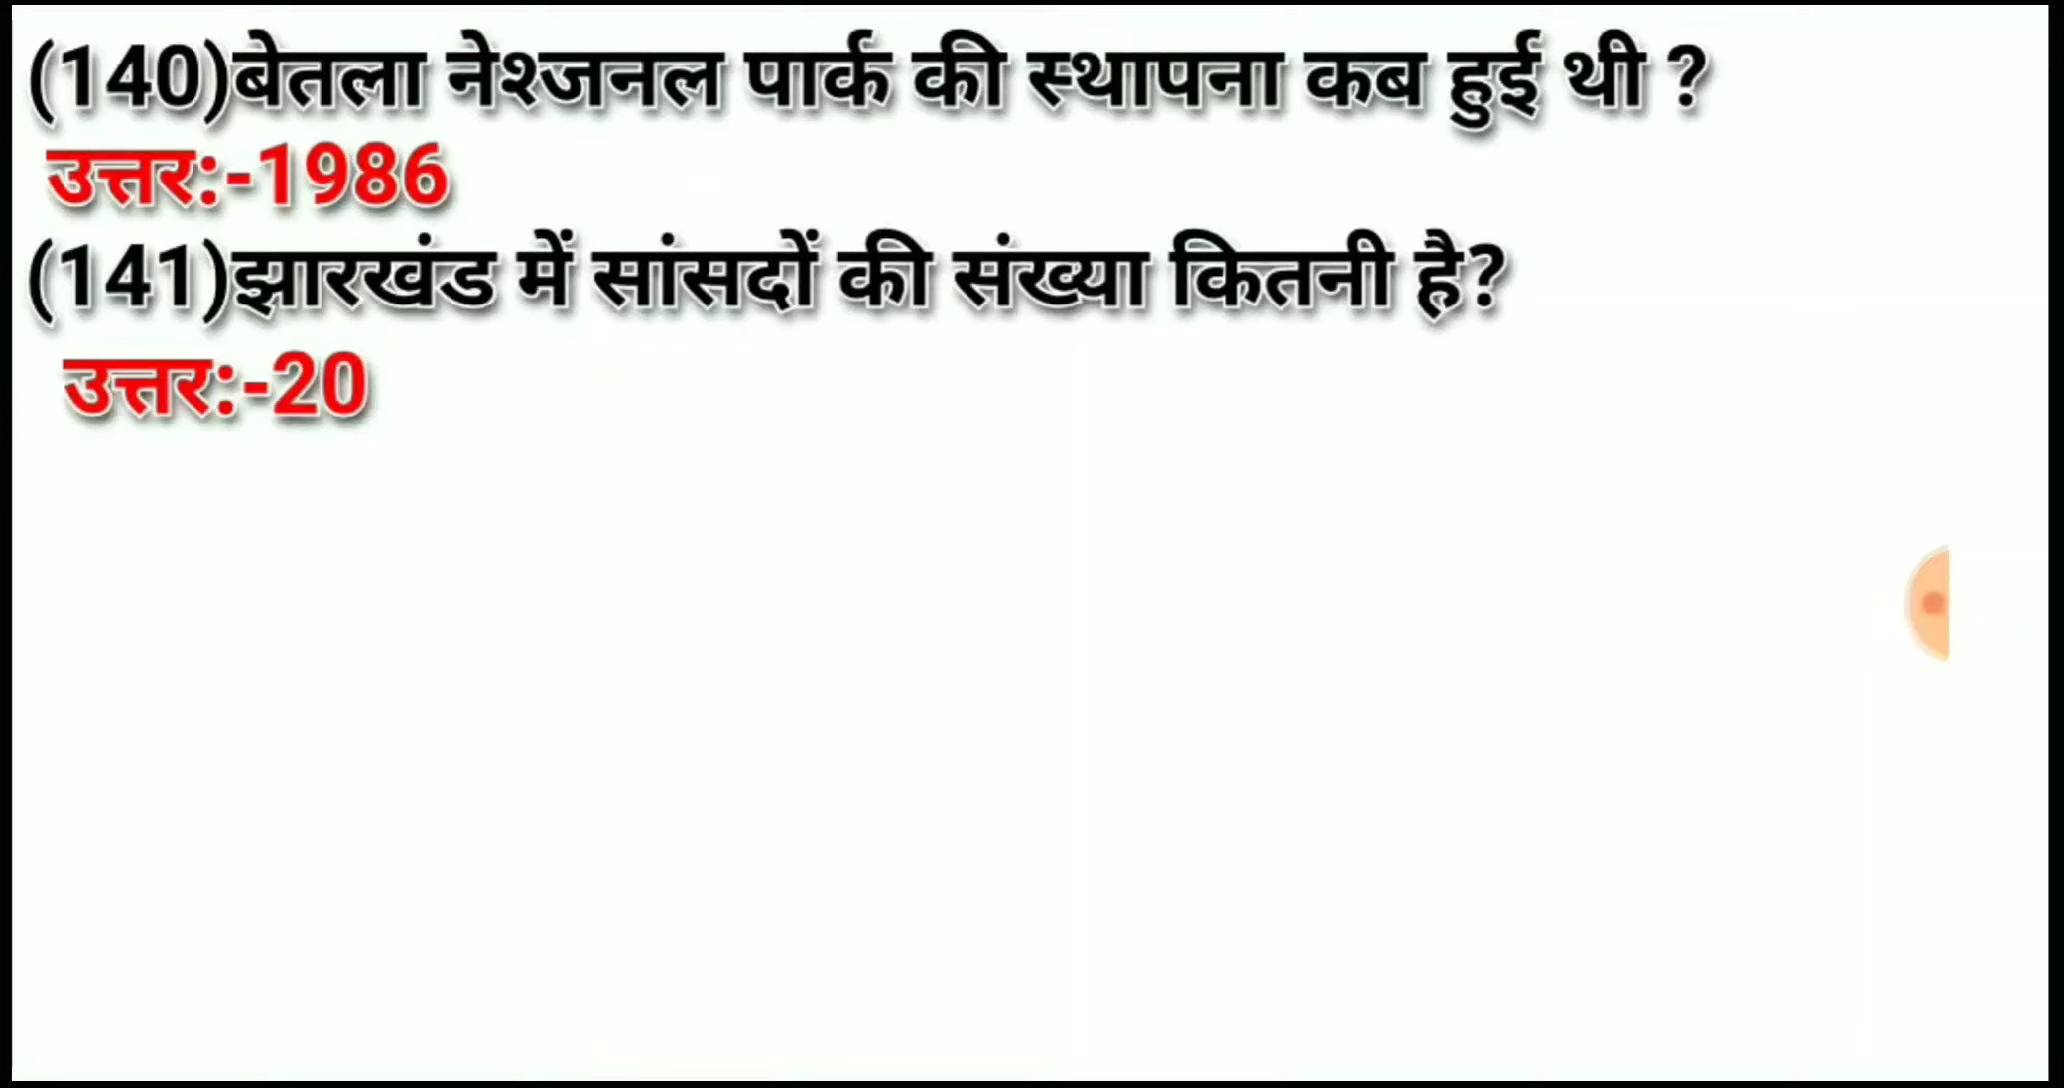 (140)बेतला नेश्जनल पार्क की स्थापना कब हुई थी ?
उत्तर:-1986
(141)झारखंड में सांसदों की संख्या कितनी है?
उत्तर:-20